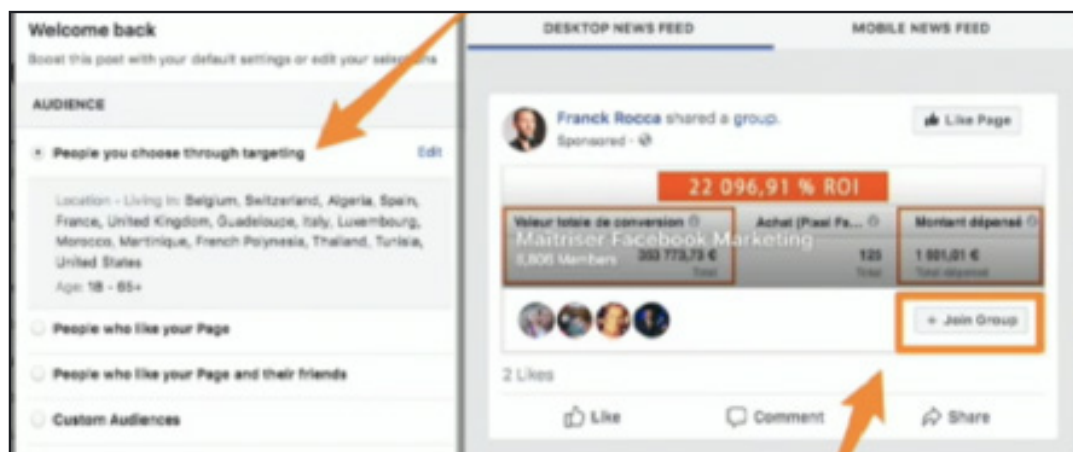 Welcome back
Boost this post with your default settings or edit your selections
AUDIENCE
People you choose through targeting Edit
Location - Living In: Belgium, Switzerland, Algeria, Spain,
France, United Kingdom, Guadeloupe, Italy, Luxembourg,
Morocco, Martinique, French Polynesia, Thailand, Tunisia,
United States
Age: 18 - 65+
People who like your Page
People who like your Page and their friends
Custom Audiences
DESKTOP NEWS FEED MOBILE NEWS FEED
Franck Rocca shared a group.
Sponsored ·
Like Page
22 096,91 % ROI
Valeur totale de conversion Achat (Pixel Fa... Montant dépensé
Maitriser Facebook Marketing
Members 353 773,73 € 125
Total Total Total dépensé
+ Join Group
2 Likes
Like Comment Share